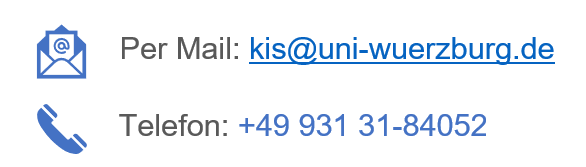 Per Mail: kis@uni-wuerzburg.de
Telefon: +49 931 31-84052